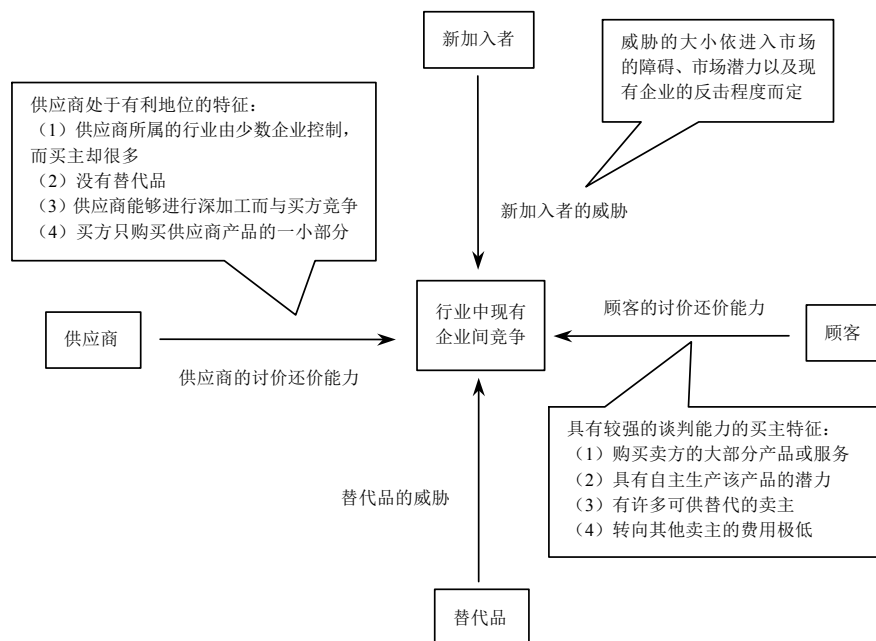 新加入者
威胁的大小依进入市场
的障碍、市场潜力以及现
有企业的反击程度而定
供应商处于有利地位的特征：
（1）供应商所属的行业由少数企业控制，
而买主却很多
（2）没有替代品
（3）供应商能够进行深加工而与买方竞争
（4）买方只购买供应商产品的一小部分
新加入者的威胁
供应商
供应商的讨价还价能力
行业中现有
企业间竞争
顾客的讨价还价能力
顾客
具有较强的谈判能力的买主特征：
（1）购买卖方的大部分产品或服务
（2）具有自主生产该产品的潜力
（3）有许多可供替代的卖主
（4）转向其他卖主的费用极低
替代品的威胁
替代品